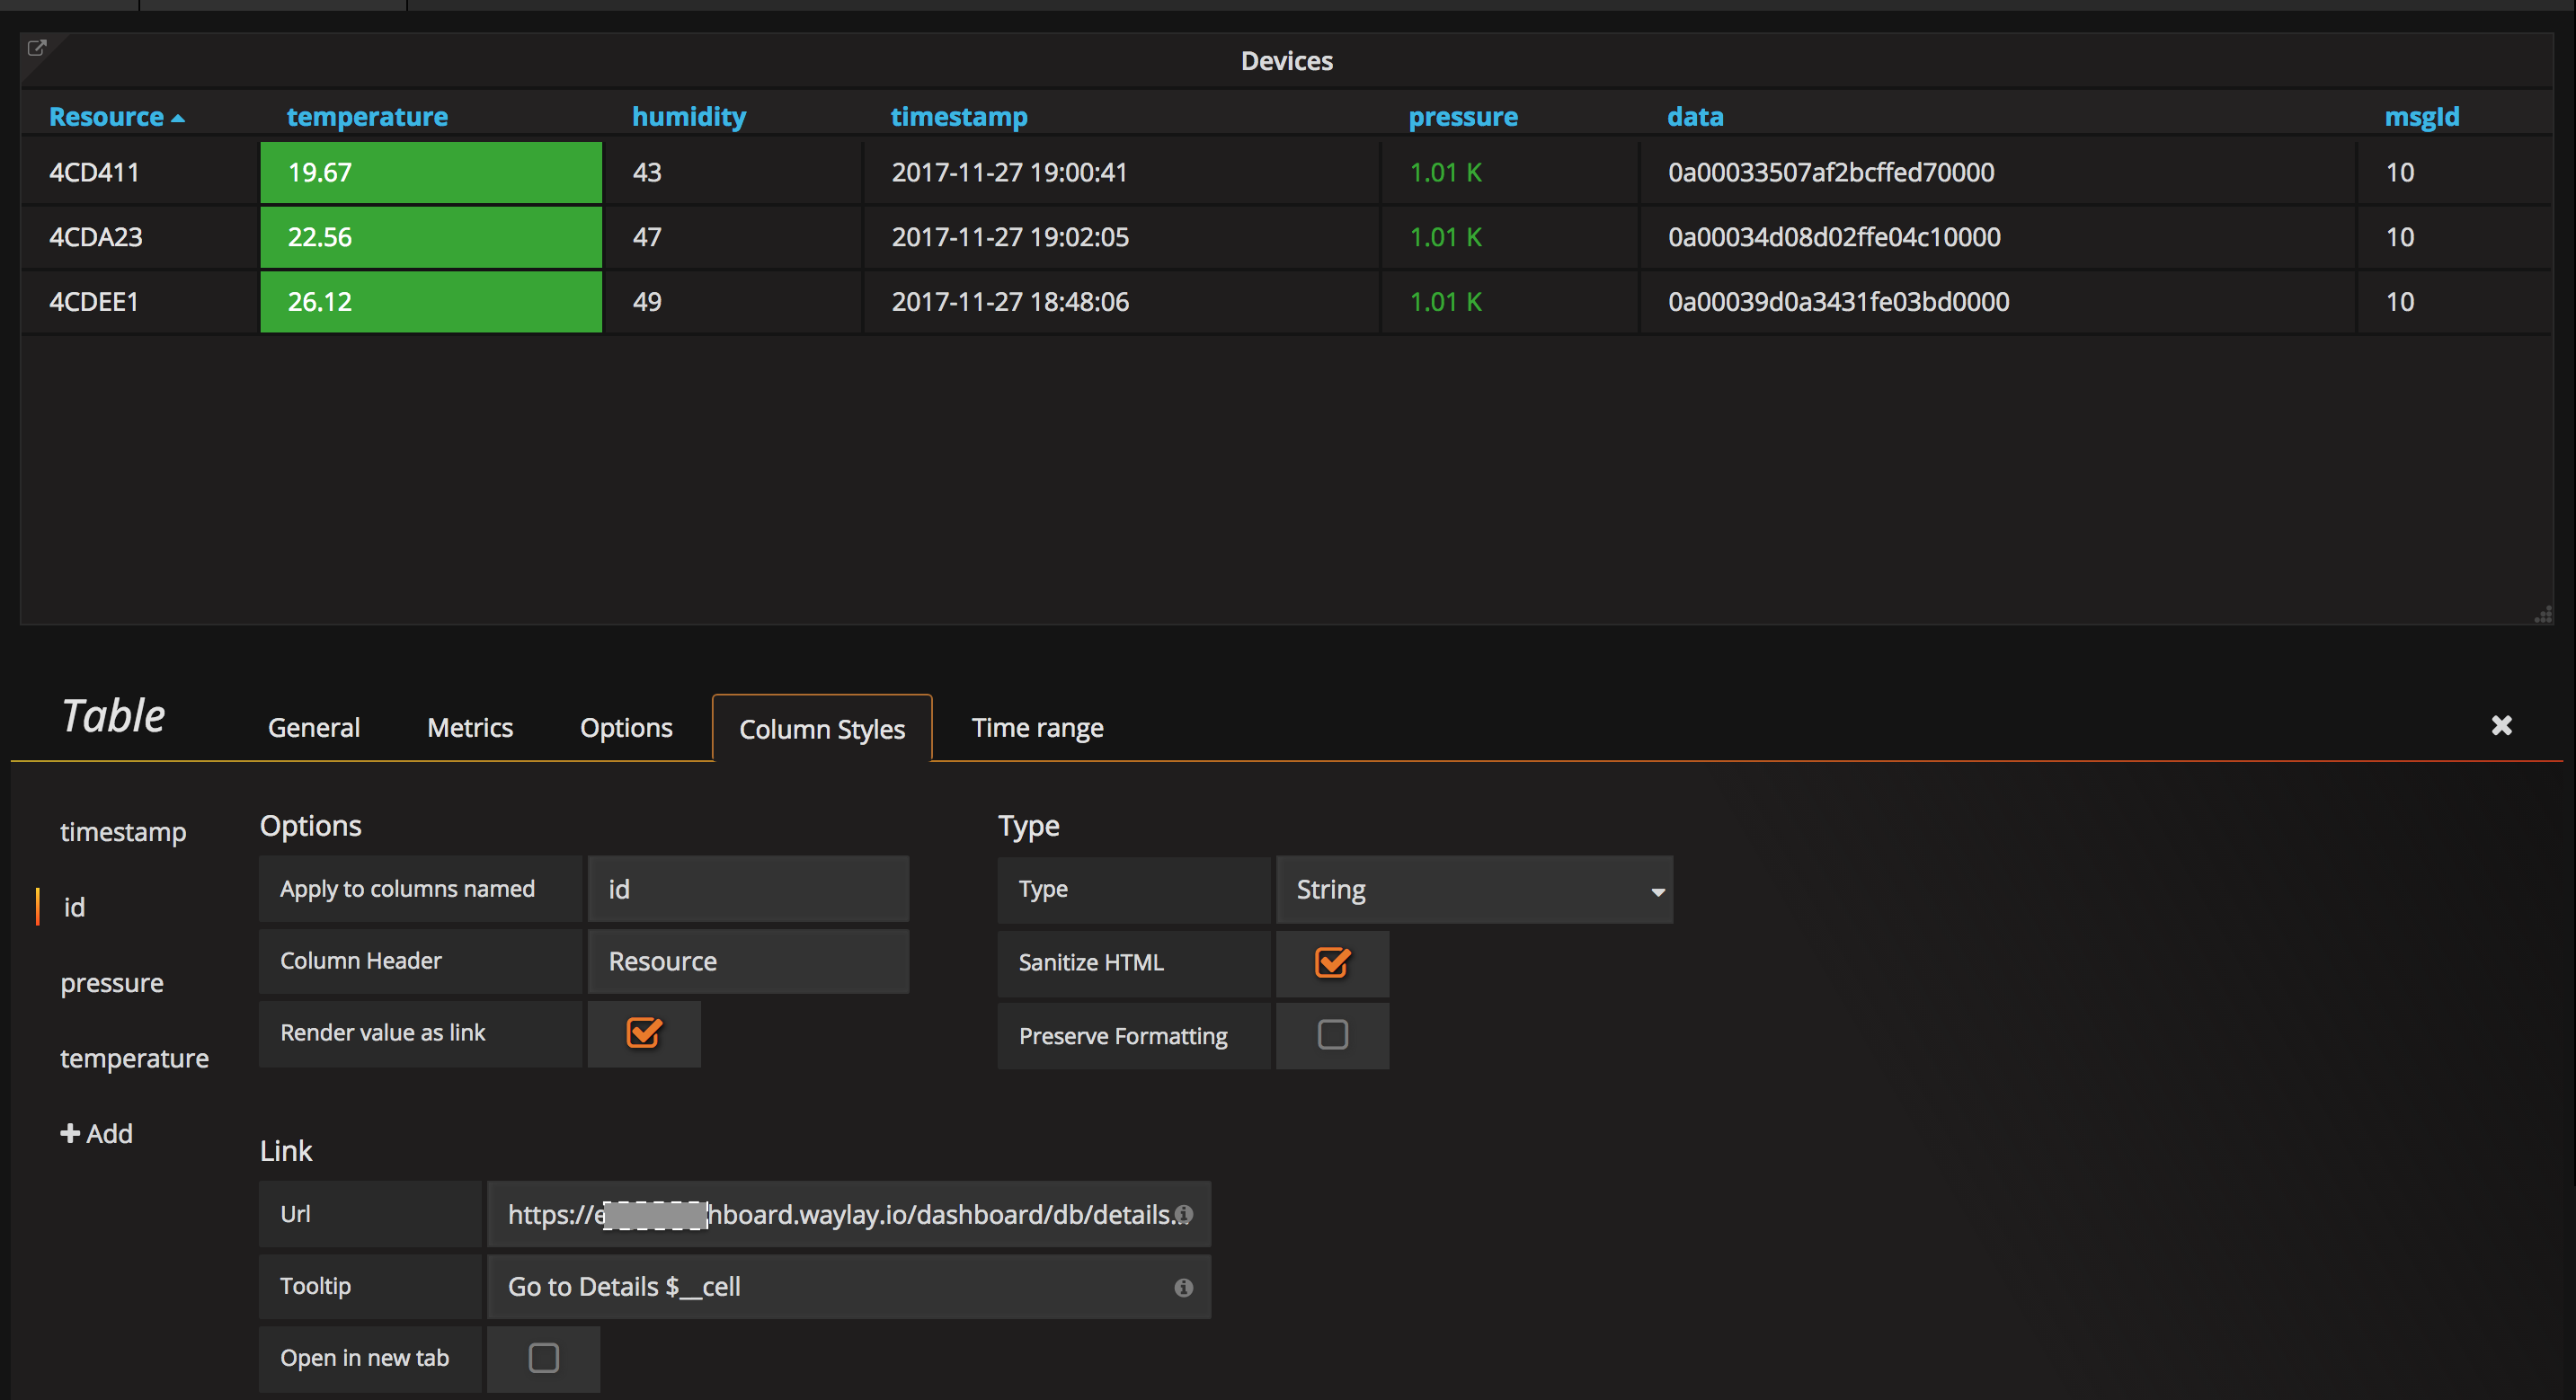 Devices
Resource temperature humidity timestamp pressure data msgId
4CD411 19.67 43 2017-11-27 19:00:41 1.01 K 0a00033507af2bcffed70000 10
4CDA23 22.56 47 2017-11-27 19:02:05 1.01 K 0a00034d08d02ffe04c10000 10
4CDEE1 26.12 49 2017-11-27 18:48:06 1.01 K 0a00039d0a3431fe03bd0000 10
Table General Metrics Options Column Styles Time range
timestamp
id
pressure
temperature
Add
Options
Apply to columns named id
Column Header Resource
Render value as link
Type
Type String
Sanitize HTML
Preserve Formatting
Link
Url https://e hboard.waylay.io/dashboard/db/details...
Tooltip Go to Details $__cell
Open in new tab